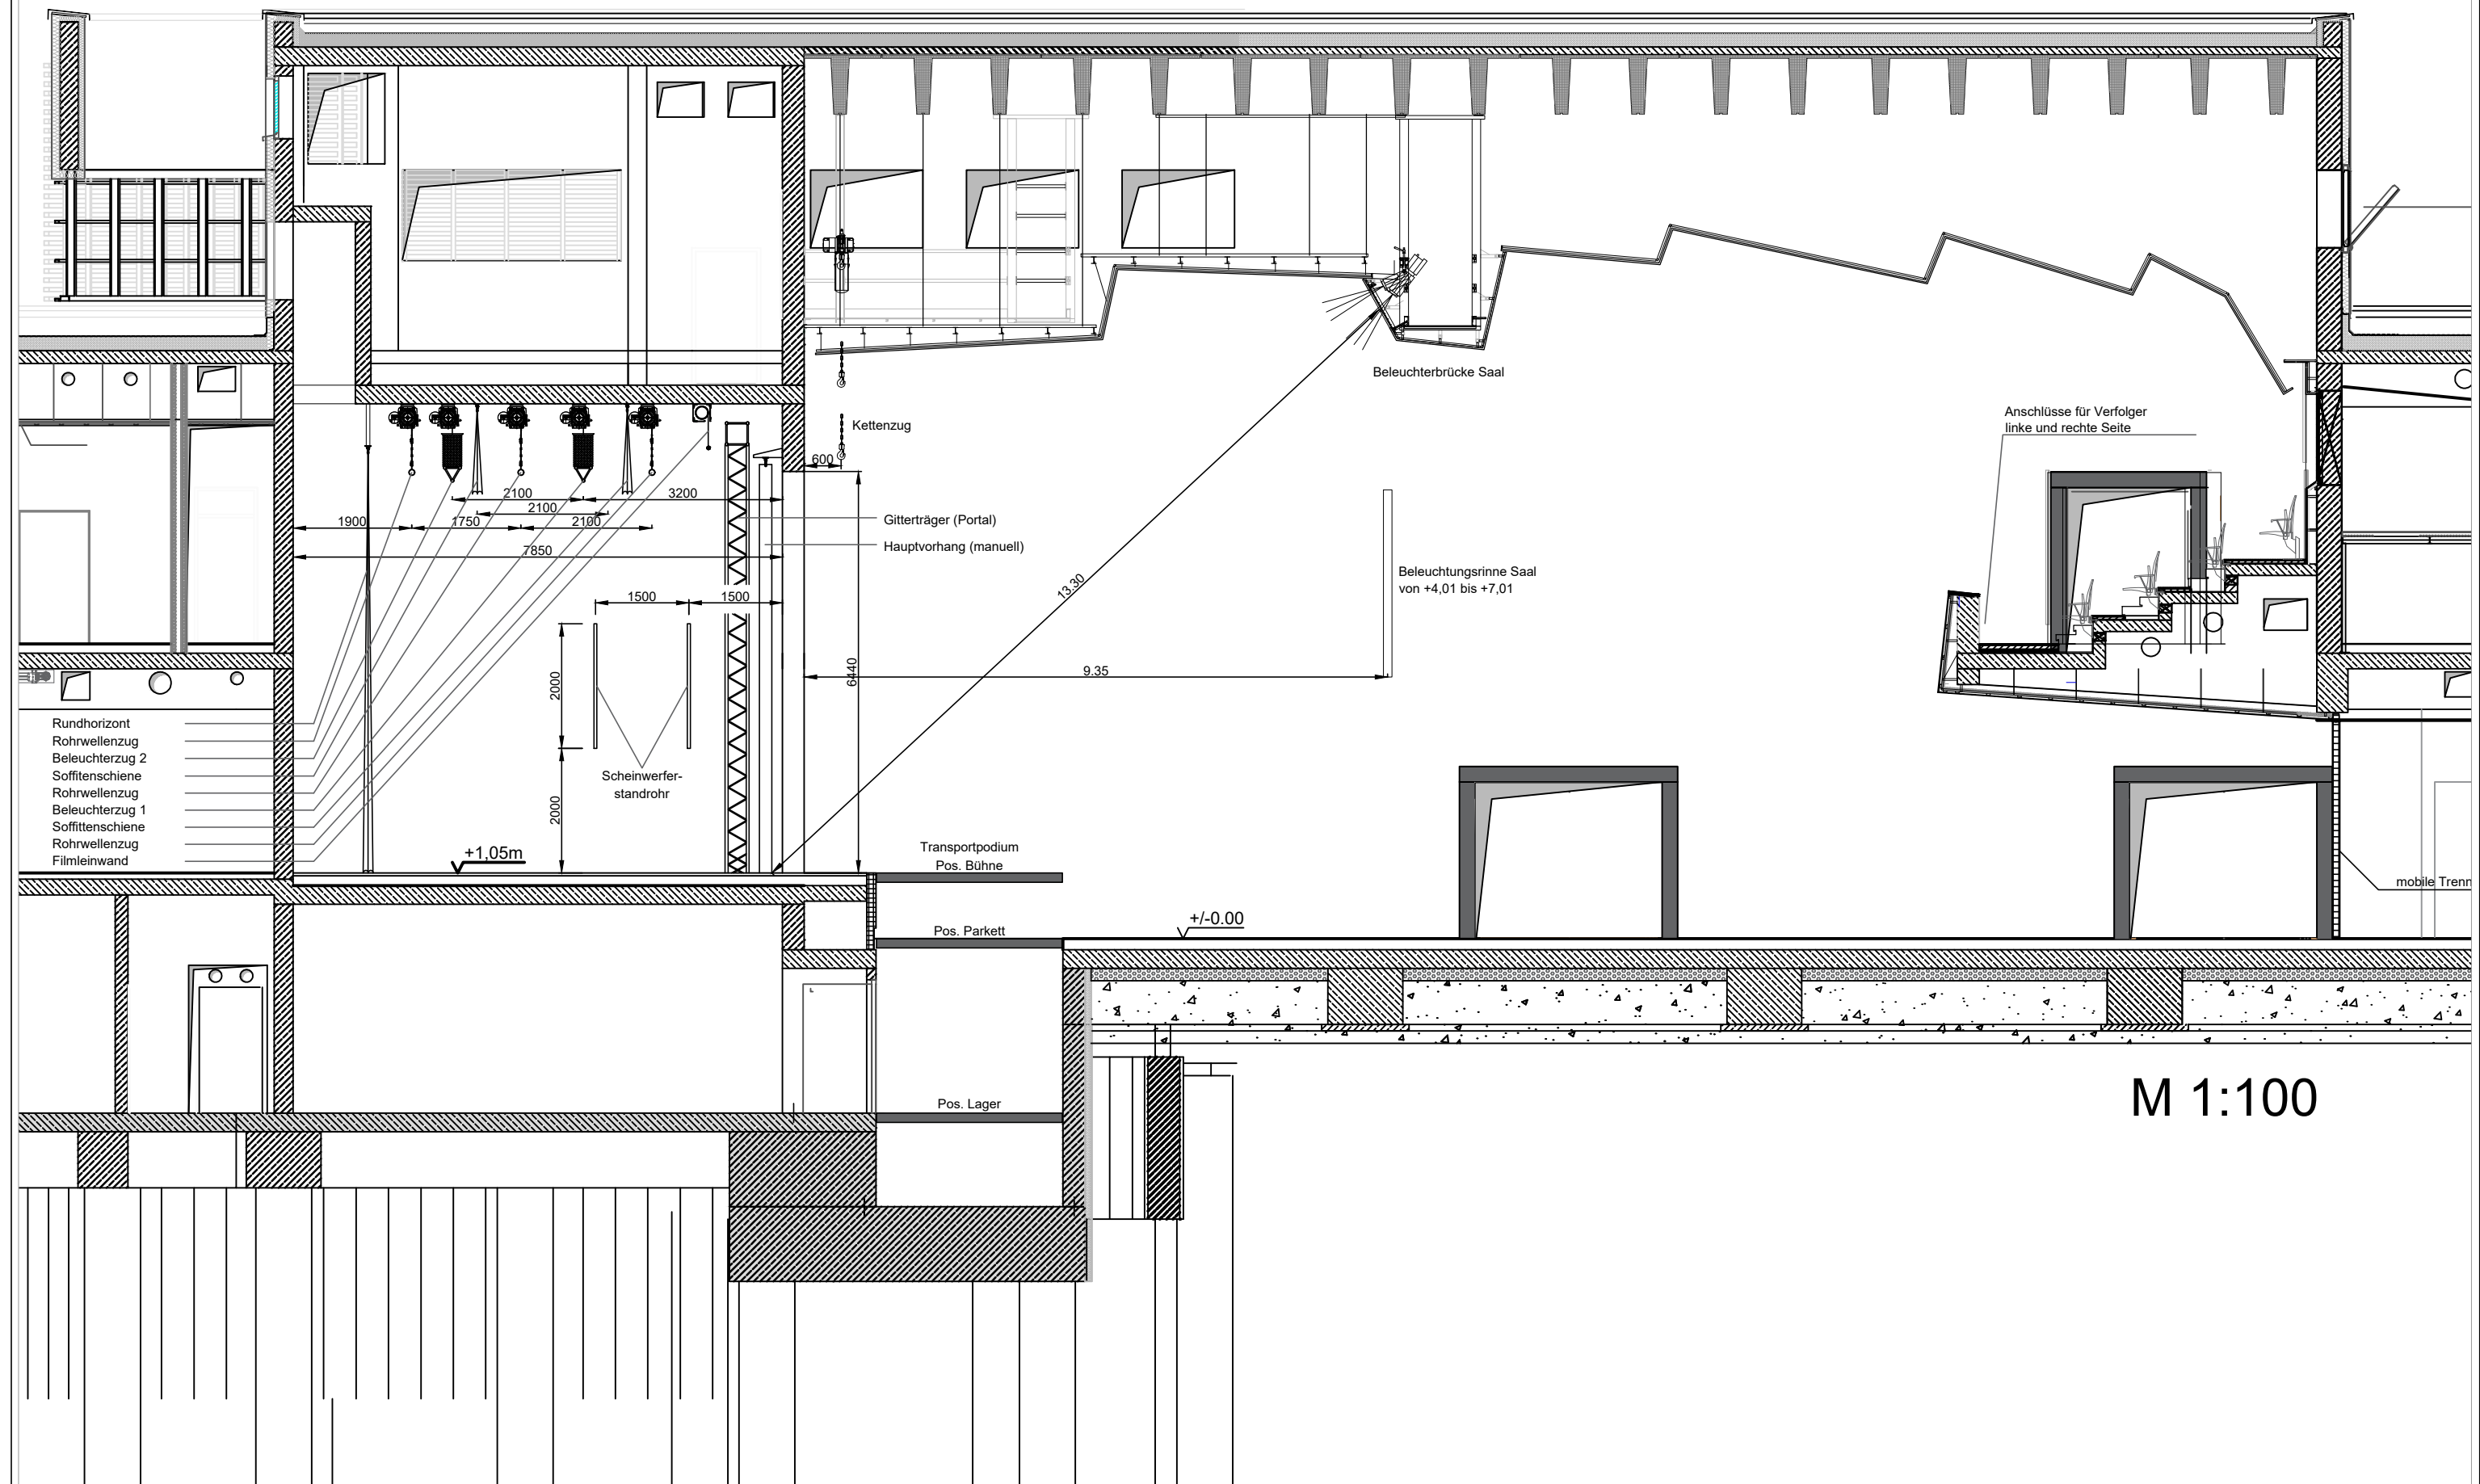 Beleuchterbrücke Saal
Anschlüsse für Verfolger
linke und rechte Seite
Kettenzug
600
2100
3200
2100
1900
1750
2100
7850
Gitterträger (Portal)
Hauptvorhang (manuell)
13.30
Beleuchtungsrinne Saal
von +4,01 bis +7,01
1500
1500
2000
6440
9.35
Rundhorizont
Rohrwellenzug
Beleuchterzug 2
Soffitenschiene
Rohrwellenzug
Beleuchterzug 1
Soffittenschiene
Rohrwellenzug
Filmleinwand
Scheinwerfer-
standrohr
2000
+1,05m
Transportpodium
Pos. Bühne
mobile Trenn
+/-0.00
Pos. Parkett
Pos. Lager
M 1:100